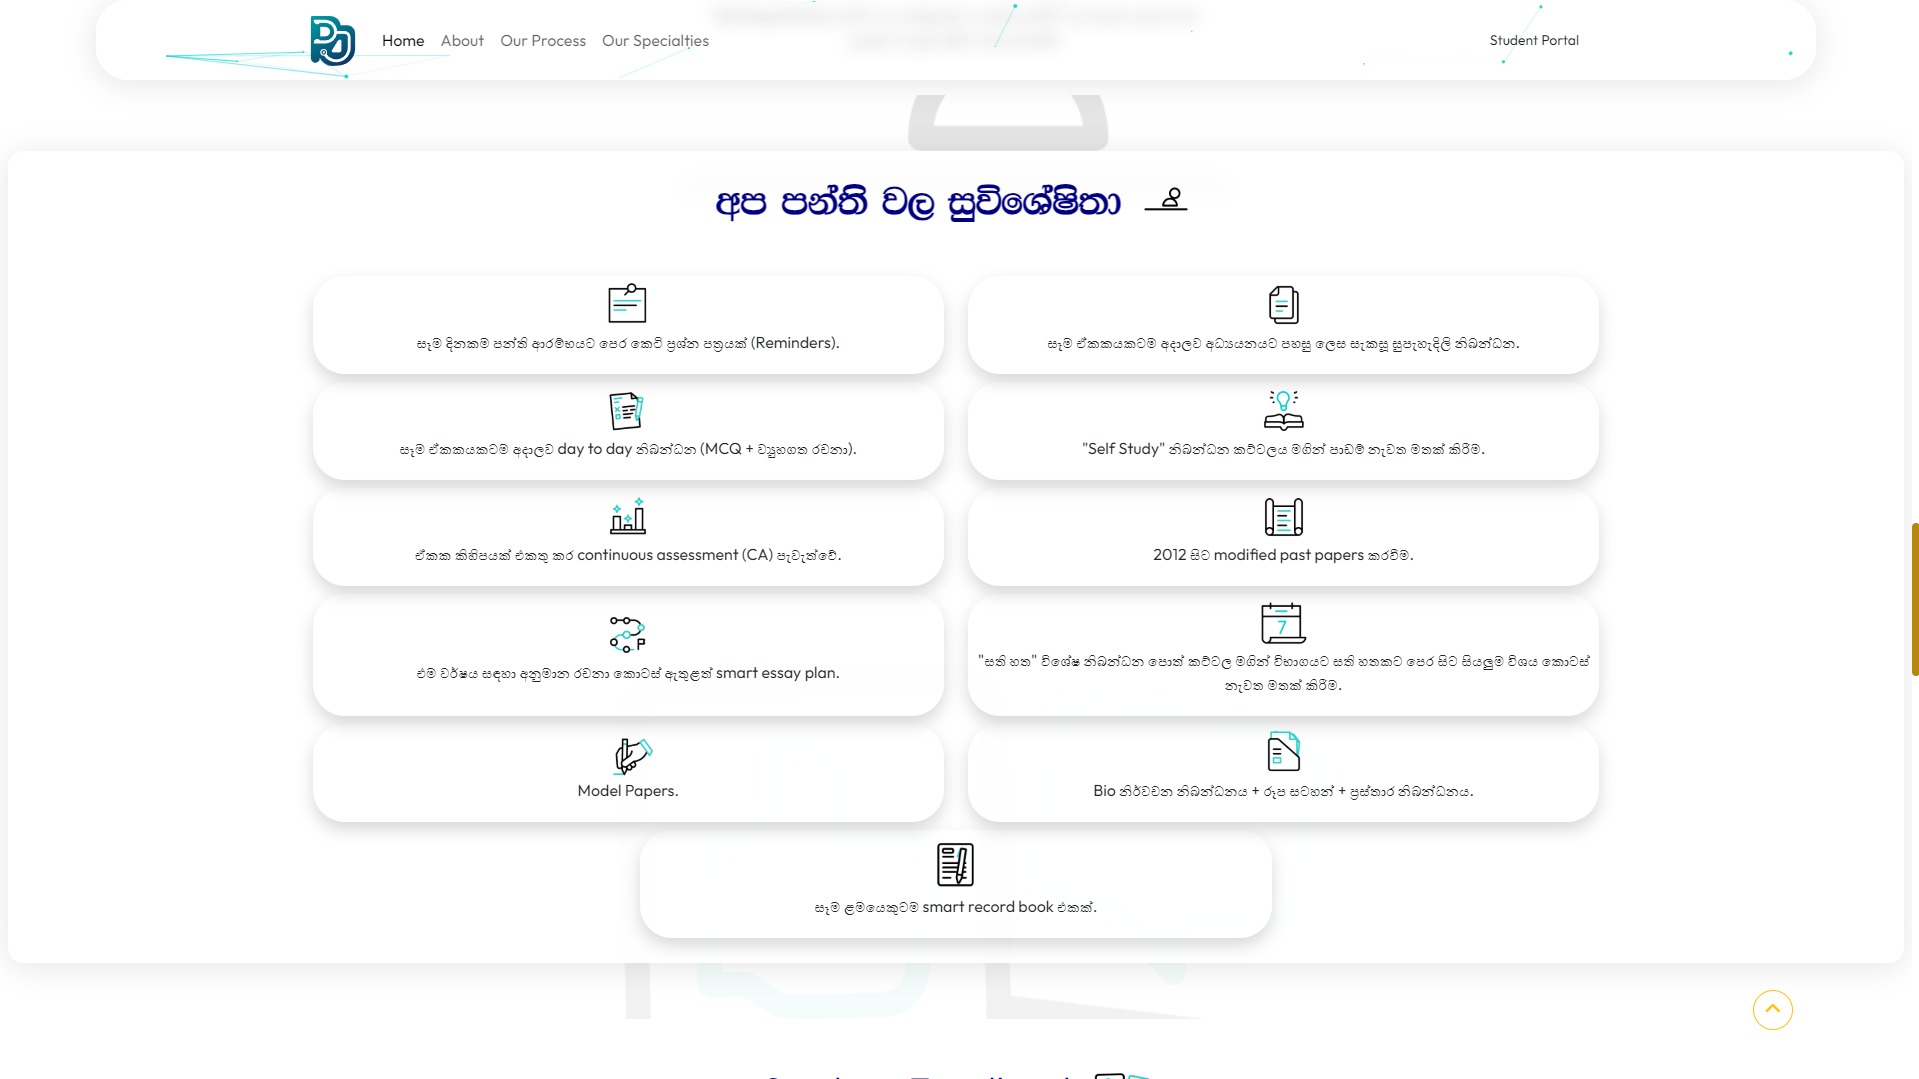 Home
About
Our Process
Our Specialties
Student Portal
අප පන්ති වල සුවිශේෂිතා
සෑම දිනකම පන්ති ආරම්භයට පෙර කෙටි ප්‍රශ්න පත්‍රයක් (Reminders).
සෑම ඒකකයකටම අදාලව අධ්‍යයනයට පහසු ලෙස සැකසූ සුපැහැදිලි නිබන්ධන.
සෑම ඒකකයකටම අදාලව day to day නිබන්ධන (MCQ + ව්‍යුහගත රචනා).
"Self Study" නිබන්ධන කට්ටලය මගින් පාඩම් නැවත මතක් කිරීම.
ඒකක කිහිපයක් එකතු කර continuous assessment (CA) පැවැත්වේ.
2012 සිට modified past papers කරවීම.
එම වර්ෂය සඳහා අනුමාන රචනා කොටස් ඇතුළත් smart essay plan.
"සති හත" විශේෂ නිබන්ධන පොත් කට්ටල මගින් විභාගයට සති හතකට පෙර සිට සියලුම විශය කොටස්
නැවත මතක් කිරීම.
7
Model Papers.
Bio නිර්වචන නිබන්ධනය + රූප සටහන් + ප්‍රස්තාර නිබන්ධනය.
සෑම ළමයෙකුටම smart record book එකක්.